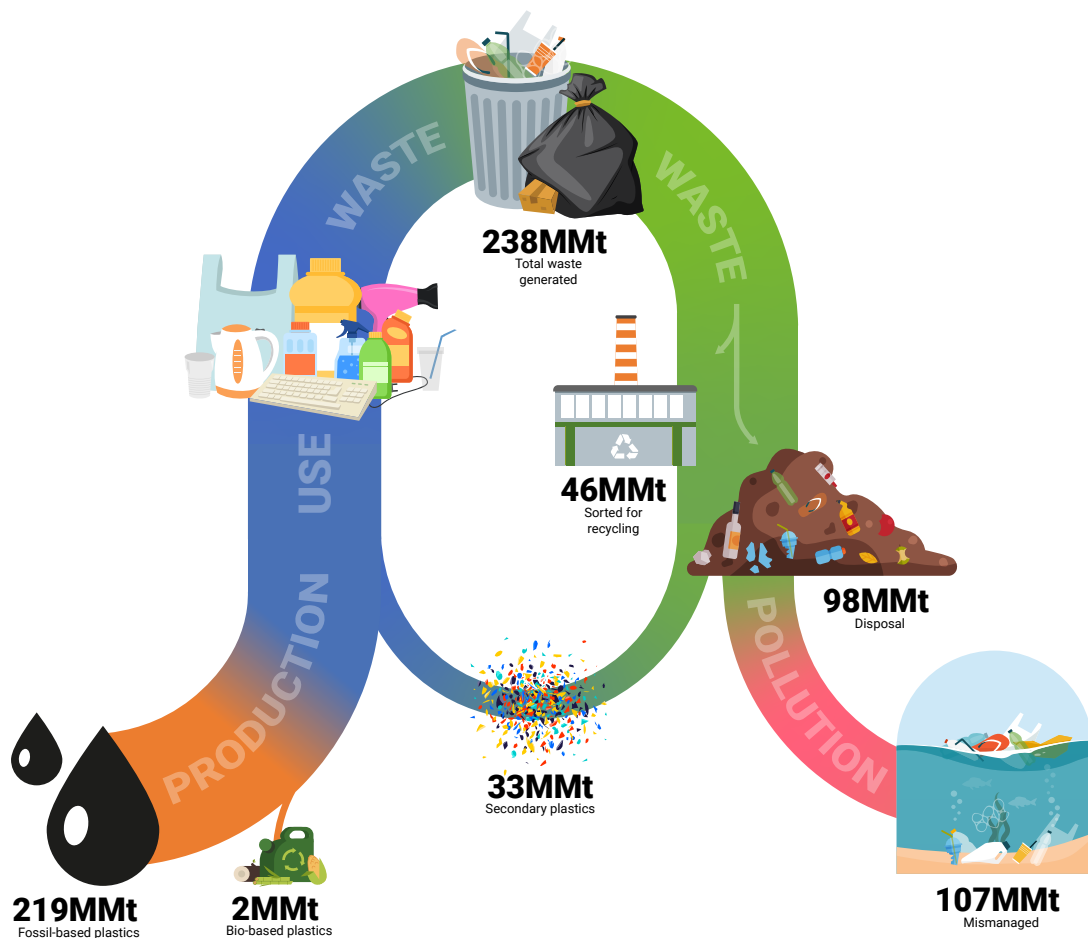 WASTE
WASTE
238MMt
Total waste
generated
USE
46MMt
Sorted for
recycling
98MMt
Disposal
PRODUCTION
POLLUTION
33MMt
Secondary plastics
219MMt
Fossil-based plastics
2MMt
Bio-based plastics
107MMt
Mismanaged